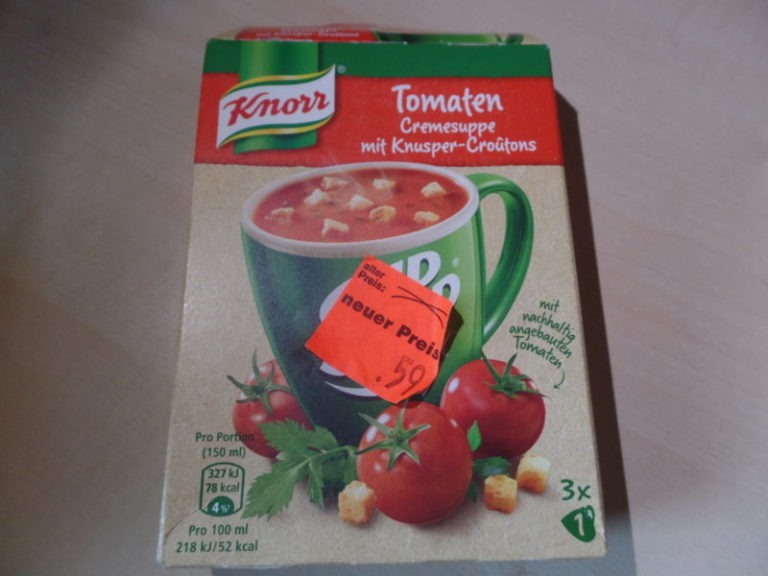 Knorr®
Tomaten
Cremesuppe
mit Knusper-Croûtons
alter
Preis:
neuer Preis
.59
mit
nachhaltig
angebauten
Tomaten
Pro Portion
(150 ml)
327 kJ
78 kcal
4%
Pro 100 ml
218 kJ/52 kcal
3x
1